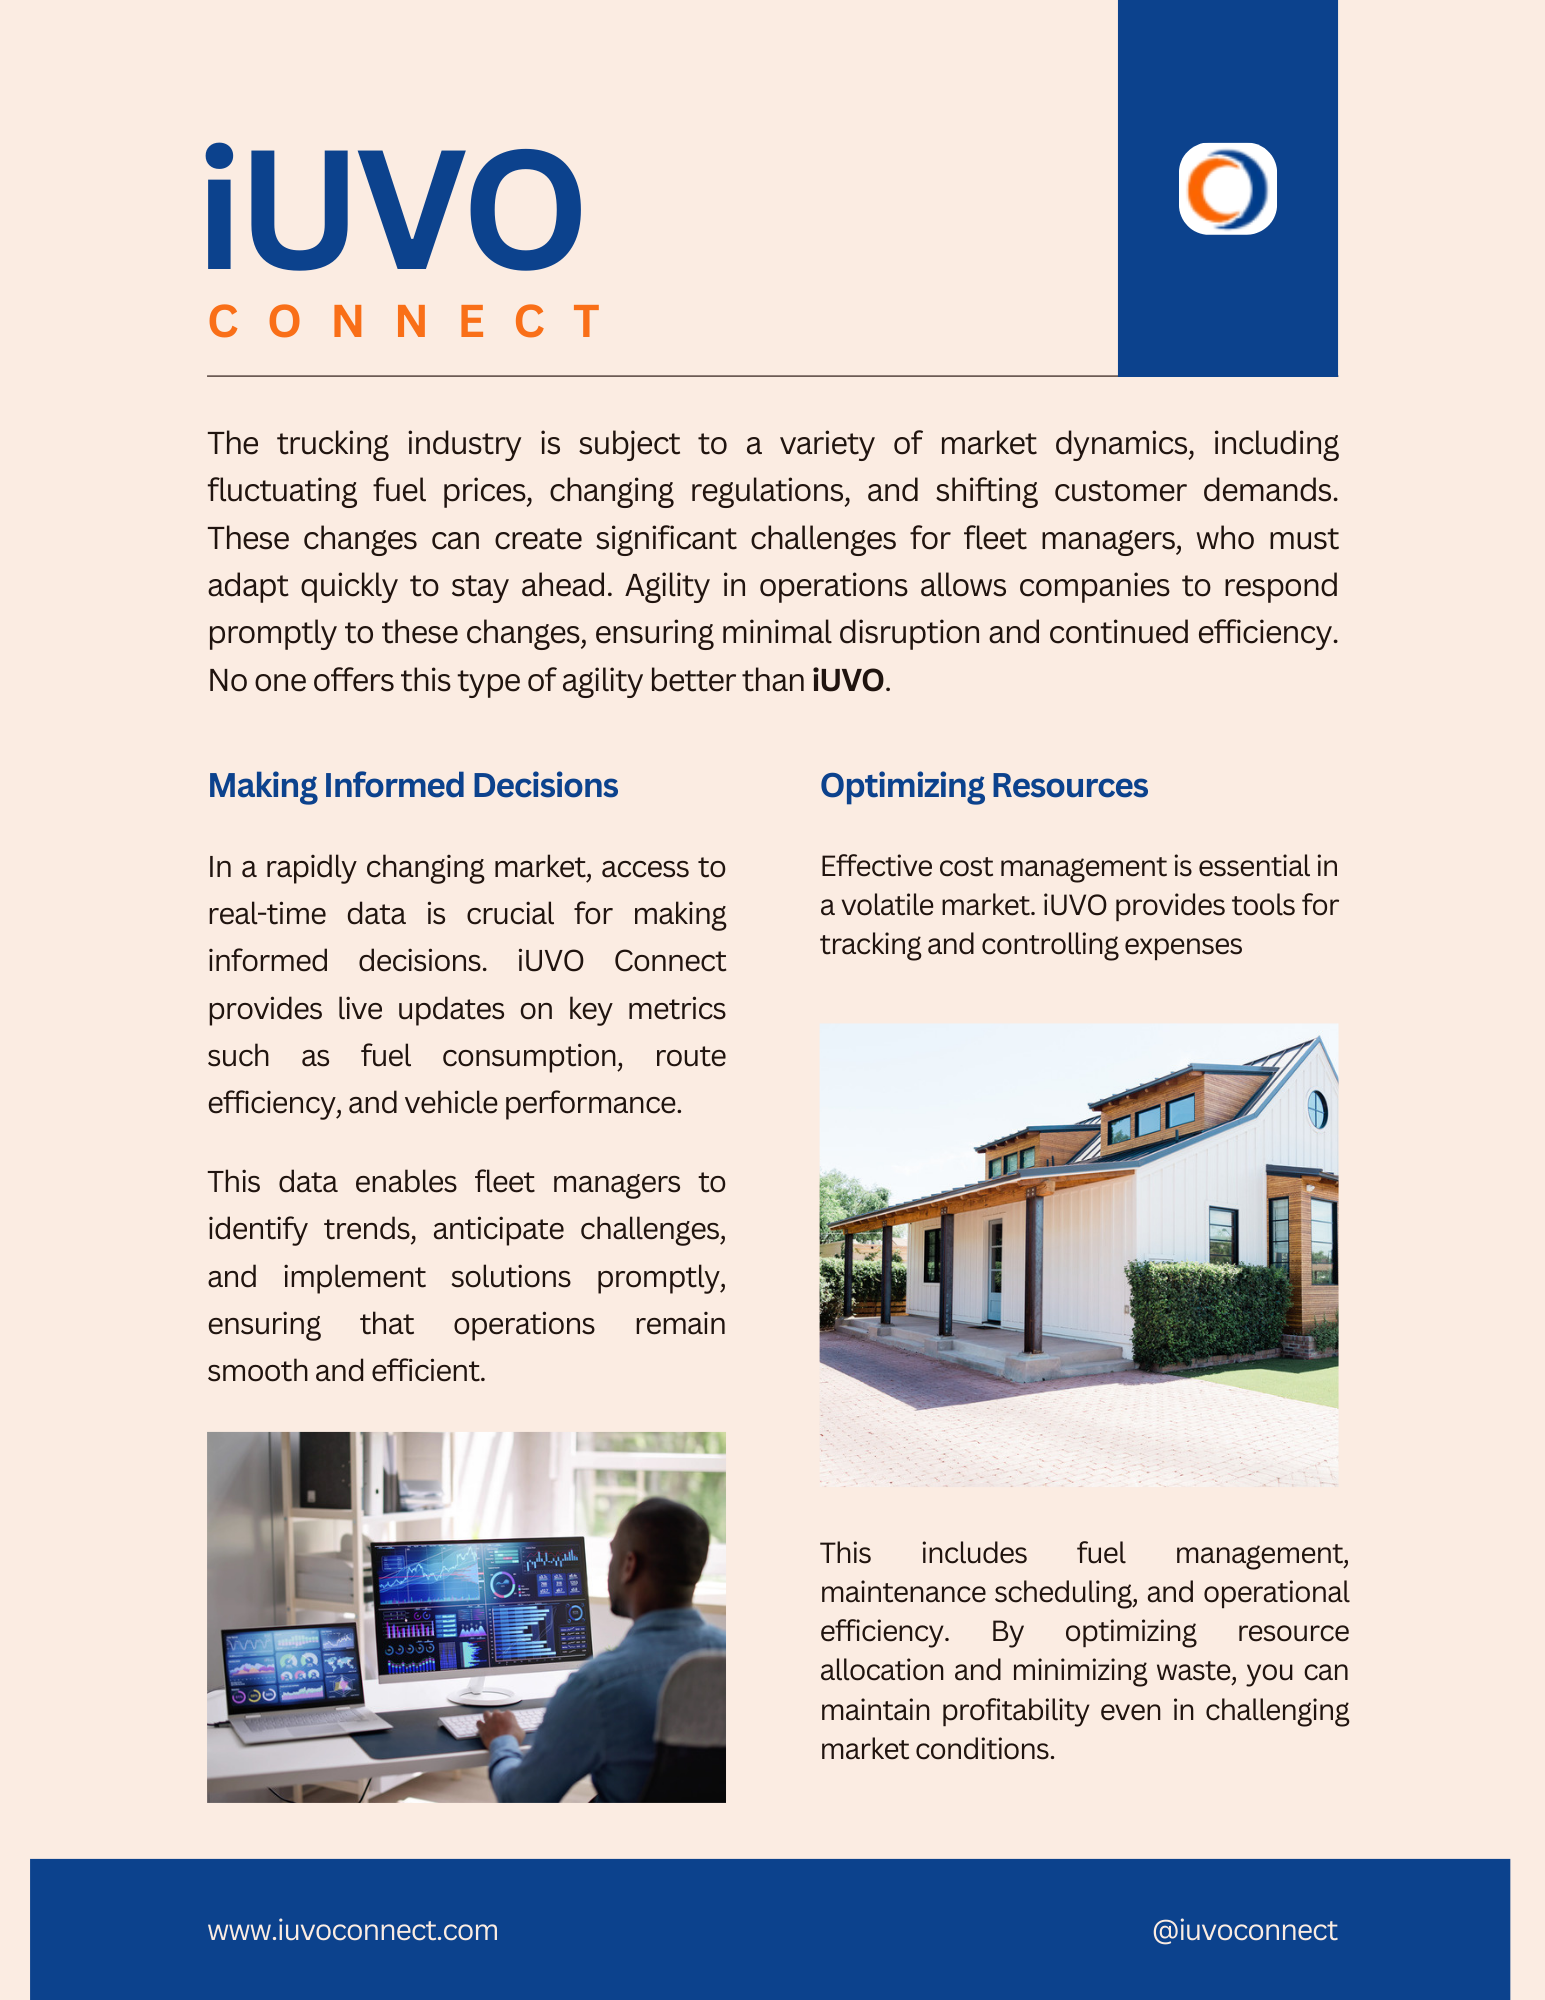 iUVO
CONNECT
The trucking industry is subject to a variety of market dynamics, including
fluctuating fuel prices, changing regulations, and shifting customer demands.
These changes can create significant challenges for fleet managers, who must
adapt quickly to stay ahead. Agility in operations allows companies to respond
promptly to these changes, ensuring minimal disruption and continued efficiency.
No one offers this type of agility better than iUVO.
Making Informed Decisions
In a rapidly changing market, access to
real-time data is crucial for making
informed decisions. iUVO Connect
provides live updates on key metrics
such as fuel consumption, route
efficiency, and vehicle performance.
This data enables fleet managers to
identify trends, anticipate challenges,
and implement solutions promptly,
ensuring that operations remain
smooth and efficient.
Optimizing Resources
Effective cost management is essential in
a volatile market. iUVO provides tools for
tracking and controlling expenses
This includes fuel management,
maintenance scheduling, and operational
efficiency. By optimizing resource
allocation and minimizing waste, you can
maintain profitability even in challenging
market conditions.
www.iuvoconnect.com
@iuvoconnect